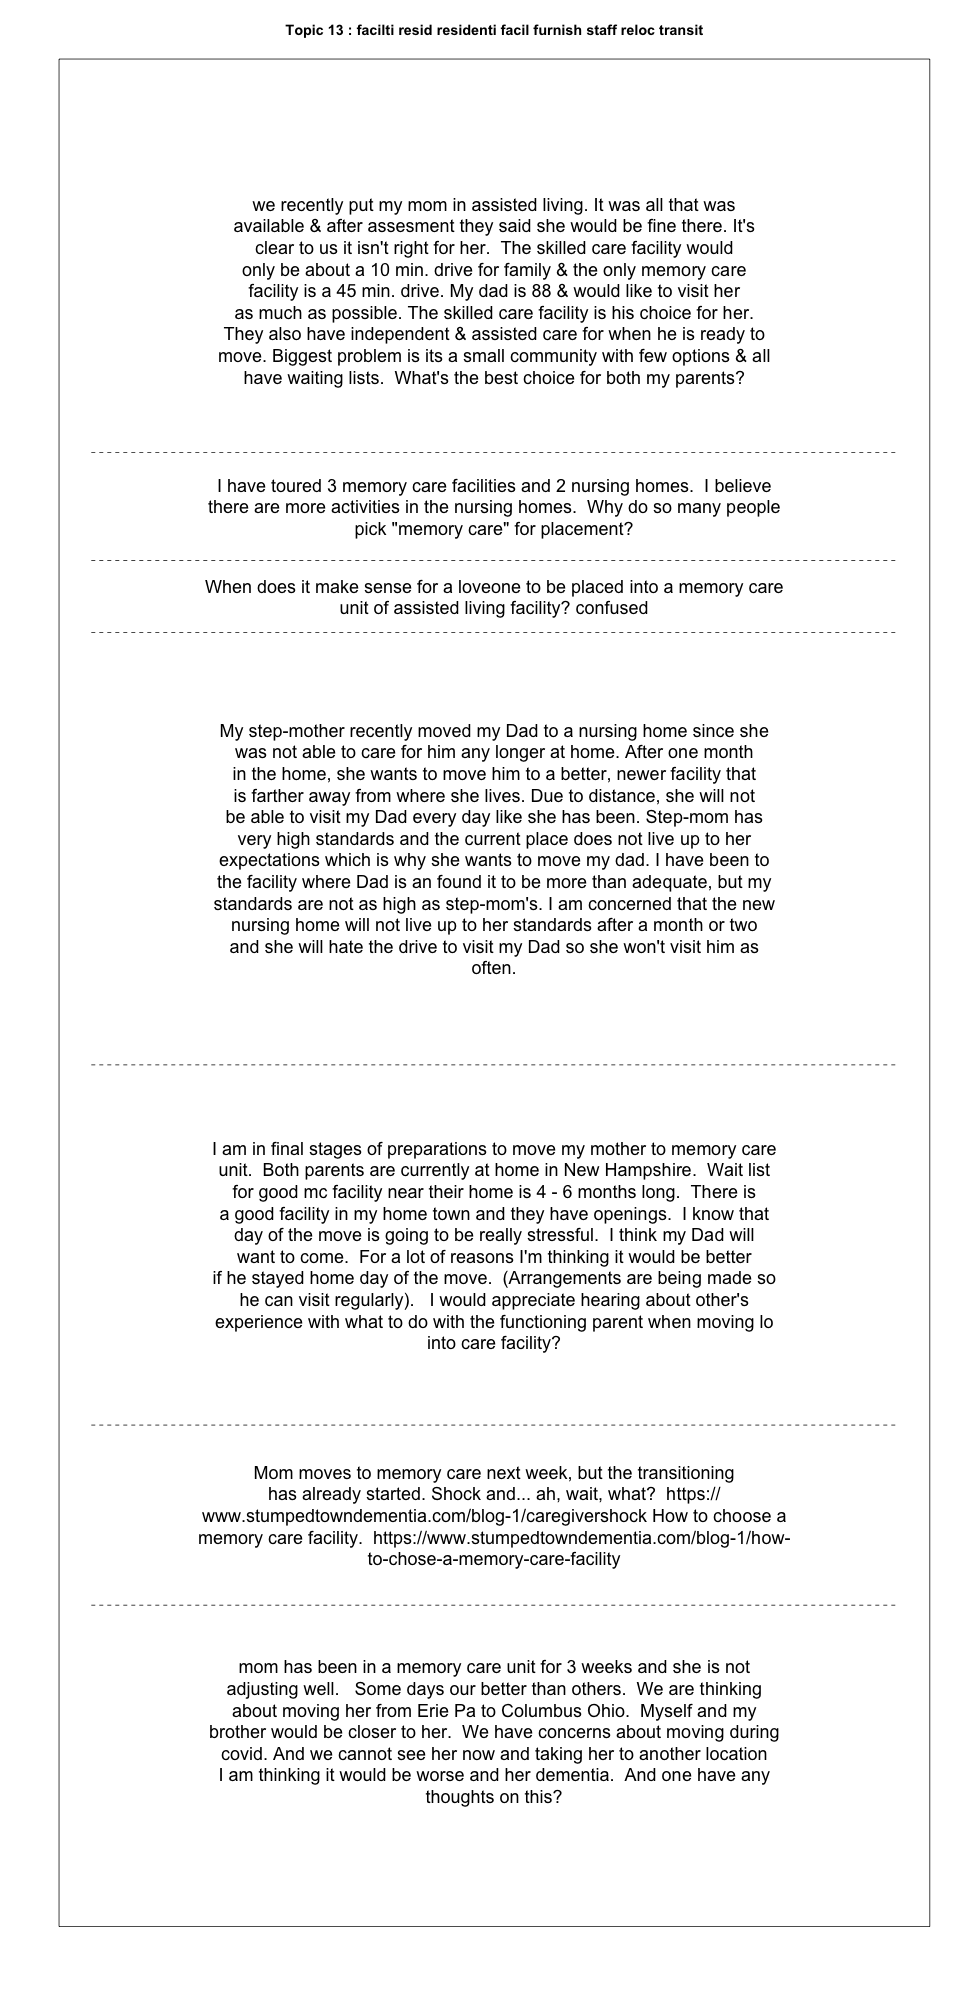 Topic 13 : facilti resid residenti facil furnish staff reloc transit
we recently put my mom in assisted living. It was all that was
available & after assesment they said she would be fine there. It's
clear to us it isn't right for her.  The skilled care facility would
only be about a 10 min. drive for family & the only memory care
facility is a 45 min. drive. My dad is 88 & would like to visit her
as much as possible. The skilled care facility is his choice for her.
They also have independent & assisted care for when he is ready to
move. Biggest problem is its a small community with few options & all
have waiting lists.  What's the best choice for both my parents?
I have toured 3 memory care facilities and 2 nursing homes.  I believe
there are more activities in the nursing homes.  Why do so many people
pick "memory care" for placement?
When does it make sense for a loveone to be placed into a memory care
unit of assisted living facility? confused
My step-mother recently moved my Dad to a nursing home since she
was not able to care for him any longer at home. After one month
in the home, she wants to move him to a better, newer facility that
is farther away from where she lives. Due to distance, she will not
be able to visit my Dad every day like she has been. Step-mom has
very high standards and the current place does not live up to her
expectations which is why she wants to move my dad. I have been to
the facility where Dad is an found it to be more than adequate, but my
standards are not as high as step-mom's. I am concerned that the new
nursing home will not live up to her standards after a month or two
and she will hate the drive to visit my Dad so she won't visit him as
often.
I am in final stages of preparations to move my mother to memory care
unit.  Both parents are currently at home in New Hampshire.  Wait list
for good mc facility near their home is 4 - 6 months long.  There is
a good facility in my home town and they have openings.  I know that
day of the move is going to be really stressful.  I think my Dad will
want to come.  For a lot of reasons I'm thinking it would be better
if he stayed home day of the move.  (Arrangements are being made so
he can visit regularly).   I would appreciate hearing about other's
experience with what to do with the functioning parent when moving lo
into care facility?
Mom moves to memory care next week, but the transitioning
has already started. Shock and... ah, wait, what?  https://
www.stumpedtowndementia.com/blog-1/caregivershock How to choose a
memory care facility.  https://www.stumpedtowndementia.com/blog-1/how-
to-chose-a-memory-care-facility
mom has been in a memory care unit for 3 weeks and she is not
adjusting well.   Some days our better than others.  We are thinking
about moving her from Erie Pa to Columbus Ohio.  Myself and my
brother would be closer to her.  We have concerns about moving during
covid. And we cannot see her now and taking her to another location
I am thinking it would be worse and her dementia.  And one have any
thoughts on this?